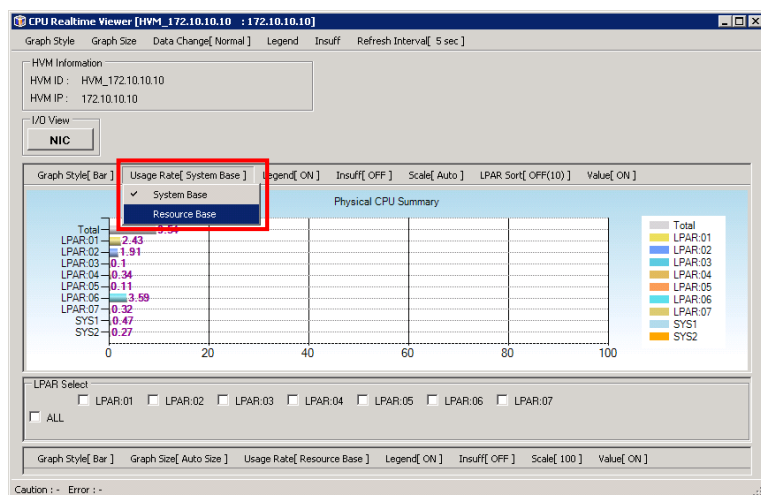 CPU Realtime Viewer [HVM_172.10.10.10 : 172.10.10.10]
Graph Style Graph Size Data Change[ Normal ] Legend Insuff Refresh Interval[ 5 sec ]
HVM Information
HVM ID : HVM_172.10.10.10
HVM IP : 172.10.10.10
I/O View
NIC
Graph Style[ Bar ] Usage Rate[ System Base ] Legend[ ON ] Insuff[ OFF ] Scale[ Auto ] LPAR Sort[ OFF(10) ] Value[ ON ]
System Base
Resource Base
Physical CPU Summary
Total 9.54
LPAR:01 2.43
LPAR:02 1.91
LPAR:03 0.1
LPAR:04 0.34
LPAR:05 0.11
LPAR:06 3.59
LPAR:07 0.32
SYS1 0.47
SYS2 0.27
0 20 40 60 80 100
Total
LPAR:01
LPAR:02
LPAR:03
LPAR:04
LPAR:05
LPAR:06
LPAR:07
SYS1
SYS2
LPAR Select
LPAR:01 LPAR:02 LPAR:03 LPAR:04 LPAR:05 LPAR:06 LPAR:07
ALL
Graph Style[ Bar ] Graph Size[ Auto Size ] Usage Rate[ Resource Base ] Legend[ ON ] Insuff[ OFF ] Scale[ 100 ] Value[ ON ]
Caution : - Error : -